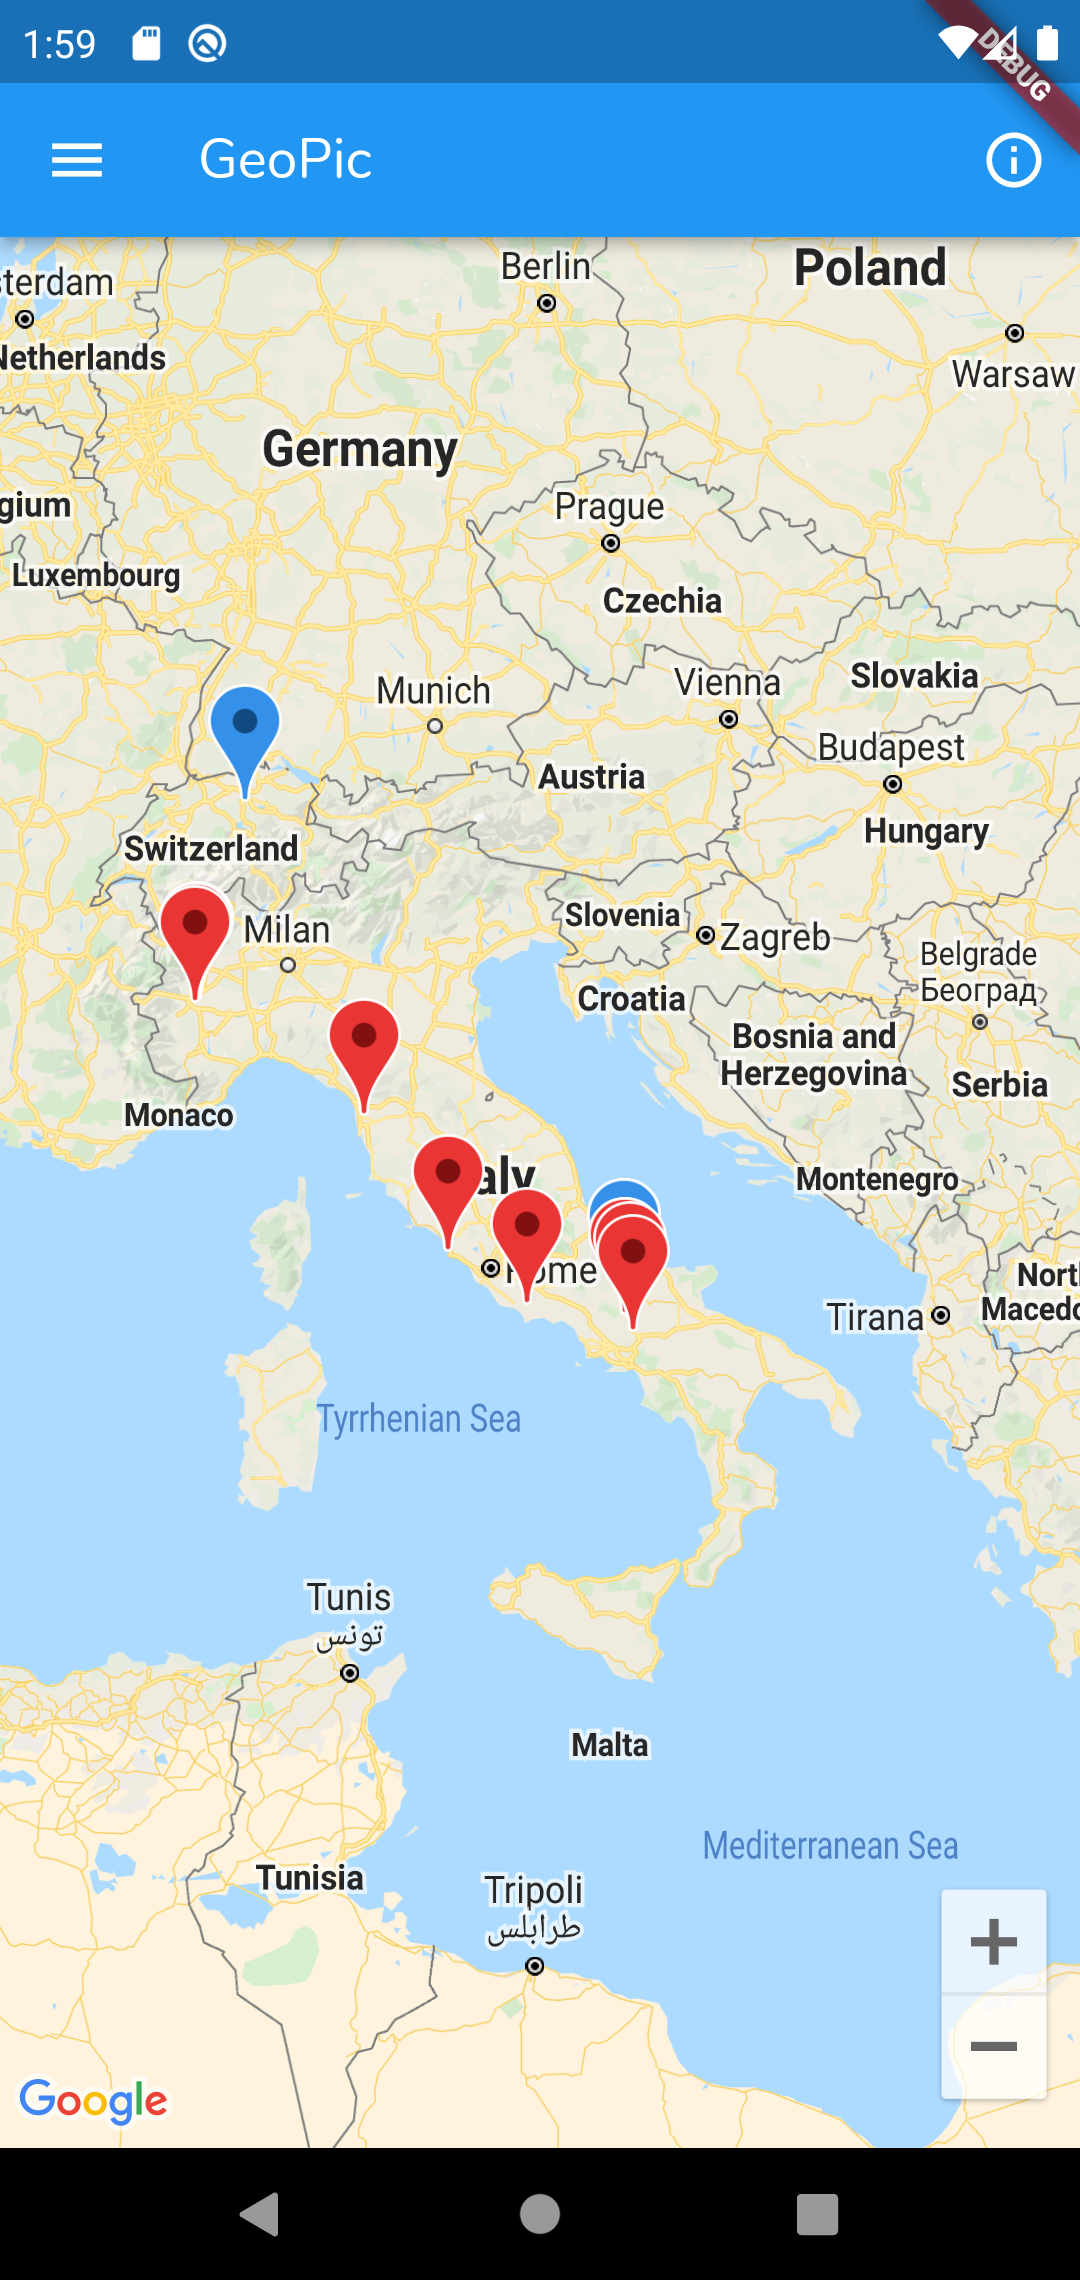 1:59
DEBUG
GeoPic
Berlin
Poland
sterdam
Netherlands
Warsaw
Germany
gium
Prague
Luxembourg
Czechia
Munich
Vienna
Slovakia
Budapest
Austria
Hungary
Switzerland
Milan
Slovenia
Zagreb
Belgrade
Београд
Croatia
Bosnia and
Herzegovina
Serbia
Monaco
aly
Montenegro
Rome
Nort
Macedo
Tirana
Tyrrhenian Sea
Tunis
تونس
Malta
Mediterranean Sea
Tunisia
Tripoli
طرابلس
Google